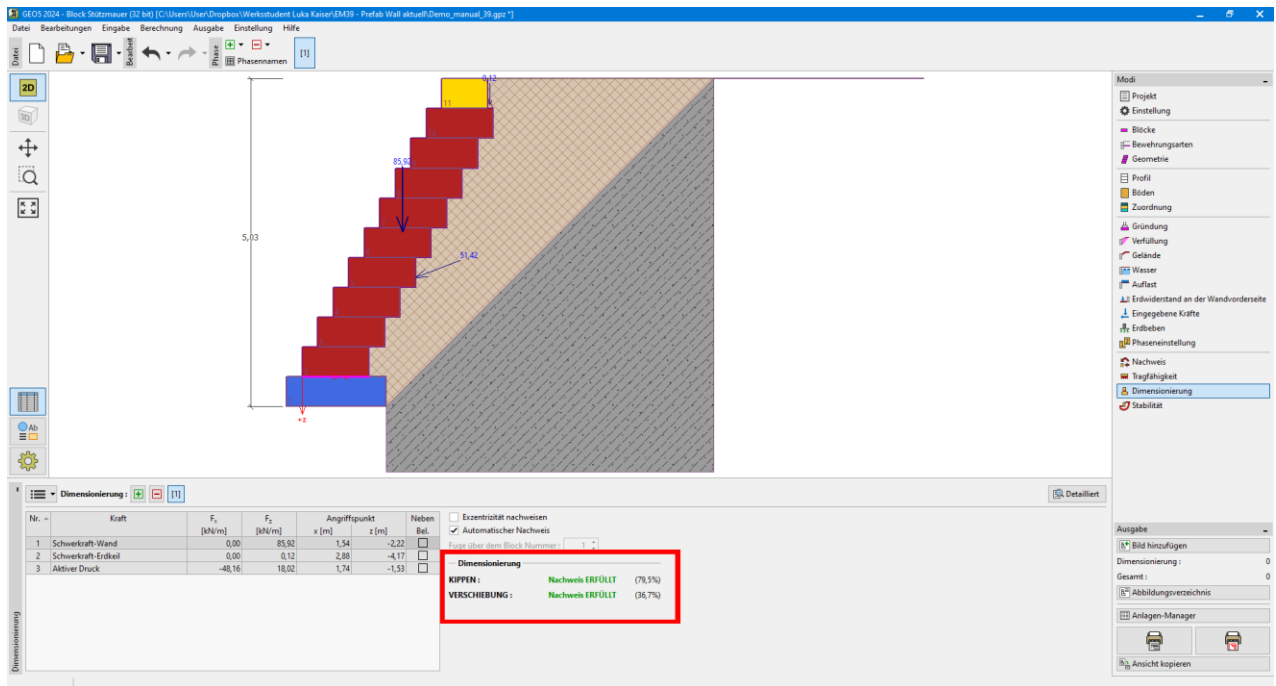 GEO5 2024 - Block Stützmauer (32 bit) [C:\Users\User\Dropbox\Werksstudent Luka Kaiser\EM39 - Prefab Wall aktuell\Demo_manual_39.gpz *]
Datei Bearbeitungen Eingabe Berechnung Ausgabe Einstellung Hilfe
Datei
Bearbeit
Phase
Phasennamen
[1]
2D
3D
Ab
0,12
11
85,92
5,03
51,42
+z
Modi
Projekt
Einstellung
Blöcke
Bewehrungsarten
Geometrie
Profil
Böden
Zuordnung
Gründung
Verfüllung
Gelände
Wasser
Auflast
Erdwiderstand an der Wandvorderseite
Eingegebene Kräfte
Erdbeben
Phaseneinstellung
Nachweis
Tragfähigkeit
Dimensionierung
Stabilität
Dimensionierung : [1]
Detailliert
Nr. Kraft Fx Fz Angriffspunkt Neben
[kN/m] [kN/m] x [m] z [m] Bel.
1 Schwerkraft-Wand 0,00 85,92 1,54 -2,22
2 Schwerkraft-Erdkeil 0,00 0,12 2,88 -4,17
3 Aktiver Druck -48,16 18,02 1,74 -1,53
Exzentrizität nachweisen
Automatischer Nachweis
Fuge über dem Block Nummer : 1
Dimensionierung
KIPPEN : Nachweis ERFÜLLT (79,5%)
VERSCHIEBUNG : Nachweis ERFÜLLT (36,7%)
Dimensionierung
Ausgabe
Bild hinzufügen
Dimensionierung : 0
Gesamt : 0
Abbildungsverzeichnis
Anlagen-Manager
Ansicht kopieren